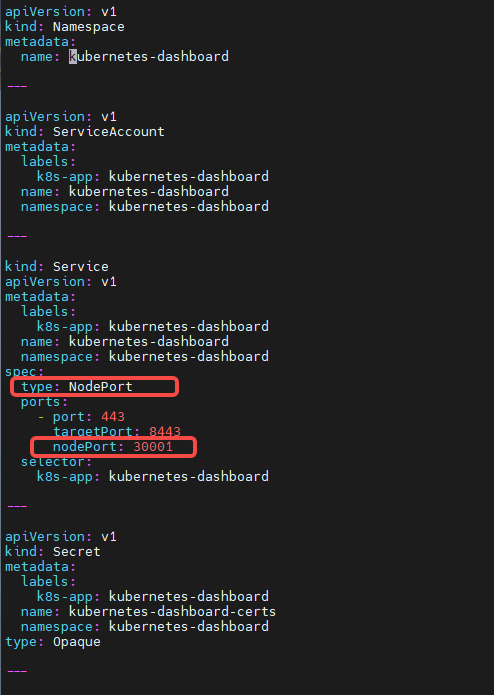 apiVersion: v1
kind: Namespace
metadata:
  name: kubernetes-dashboard
---
apiVersion: v1
kind: ServiceAccount
metadata:
  labels:
    k8s-app: kubernetes-dashboard
  name: kubernetes-dashboard
  namespace: kubernetes-dashboard
---
kind: Service
apiVersion: v1
metadata:
  labels:
    k8s-app: kubernetes-dashboard
  name: kubernetes-dashboard
  namespace: kubernetes-dashboard
spec:
  type: NodePort
  ports:
    - port: 443
      targetPort: 8443
      nodePort: 30001
  selector:
    k8s-app: kubernetes-dashboard
---
apiVersion: v1
kind: Secret
metadata:
  labels:
    k8s-app: kubernetes-dashboard
  name: kubernetes-dashboard-certs
  namespace: kubernetes-dashboard
type: Opaque
---